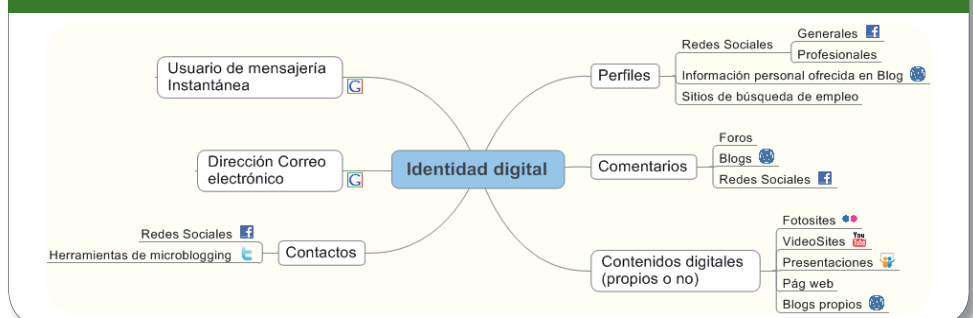 Identidad digital
Usuario de mensajería
Instantánea
G
Dirección Correo
electrónico
G
Contactos
Redes Sociales f
Herramientas de microblogging t
Perfiles
Redes Sociales
Generales f
Profesionales
Información personal ofrecida en Blog
Sitios de búsqueda de empleo
Comentarios
Foros
Blogs
Redes Sociales f
Contenidos digitales
(propios o no)
Fotosites
VideoSites You Tube
Presentaciones
Pág web
Blogs propios